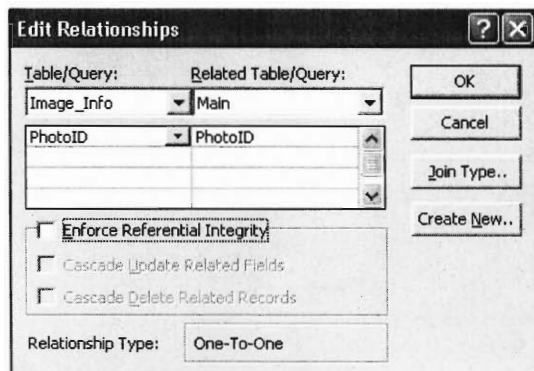 Edit Relationships
Table/Query: Related Table/Query:
Image_Info Main
PhotoID PhotoID
Enforce Referential Integrity
Cascade Update Related Fields
Cascade Delete Related Records
Relationship Type: One-To-One
OK
Cancel
Join Type..
Create New..